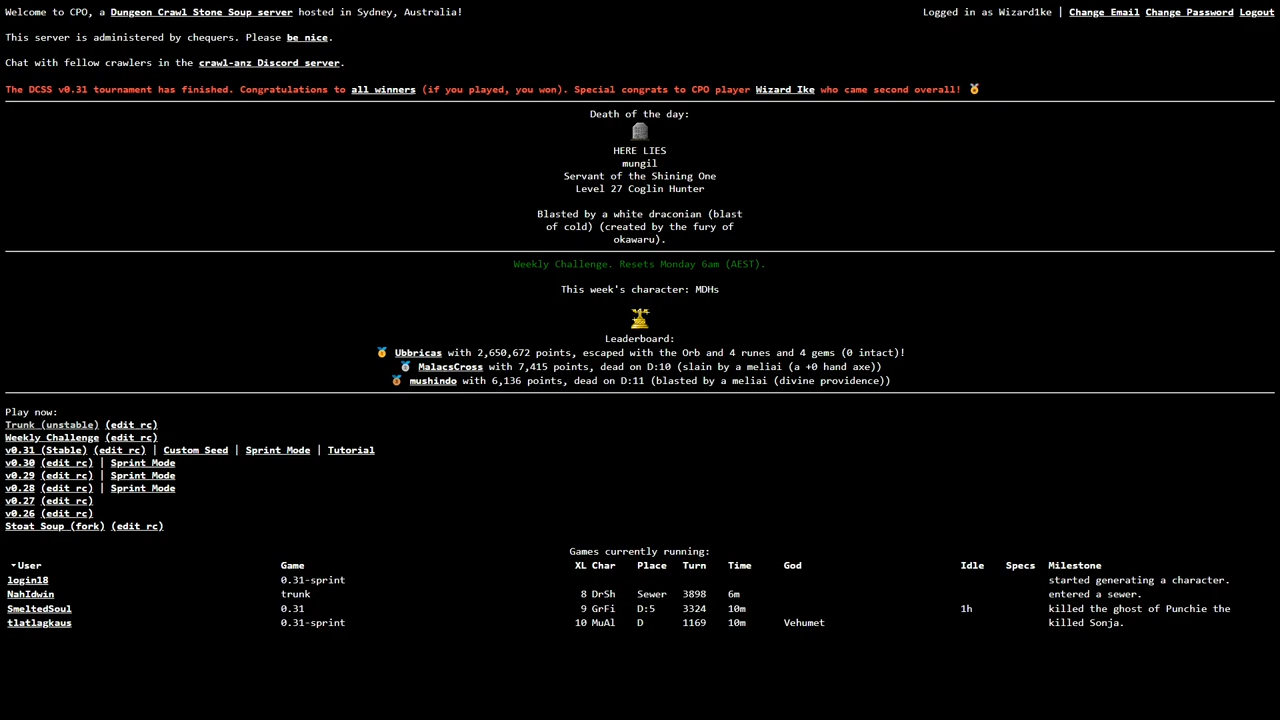 Welcome to CPO, a Dungeon Crawl Stone Soup server hosted in Sydney, Australia!
Logged in as Wizard1ke | Change Email Change Password Logout
This server is administered by chequers. Please be nice.
Chat with fellow crawlers in the crawl-anz Discord server.
The DCSS v0.31 tournament has finished. Congratulations to all winners (if you played, you won). Special congrats to CPO player Wizard Ike who came second overall! 🏅
Death of the day:
HERE LIES
mungil
Servant of the Shining One
Level 27 Coglin Hunter
Blasted by a white draconian (blast
of cold) (created by the fury of
okawaru).
Weekly Challenge. Resets Monday 6am (AEST).
This week's character: MDHs
Leaderboard:
🥇 Ubbricas with 2,650,672 points, escaped with the Orb and 4 runes and 4 gems (0 intact)!
🥈 MalacsCross with 7,415 points, dead on D:10 (slain by a meliai (a +0 hand axe))
🥉 mushindo with 6,136 points, dead on D:11 (blasted by a meliai (divine providence))
Play now:
Trunk (unstable) (edit rc)
Weekly Challenge (edit rc)
v0.31 (Stable) (edit rc) | Custom Seed | Sprint Mode | Tutorial
v0.30 (edit rc) | Sprint Mode
v0.29 (edit rc) | Sprint Mode
v0.28 (edit rc) | Sprint Mode
v0.27 (edit rc)
v0.26 (edit rc)
Stoat Soup (fork) (edit rc)
Games currently running:
User Game XL Char Place Turn Time God Idle Specs Milestone
login18 0.31-sprint started generating a character.
NahIdwin trunk 8 DrSh Sewer 3898 6m entered a sewer.
SmeltedSoul 0.31 9 GrFi D:5 3324 10m 1h killed the ghost of Punchie the
tlatlagkaus 0.31-sprint 10 MuAl D 1169 10m Vehumet killed Sonja.